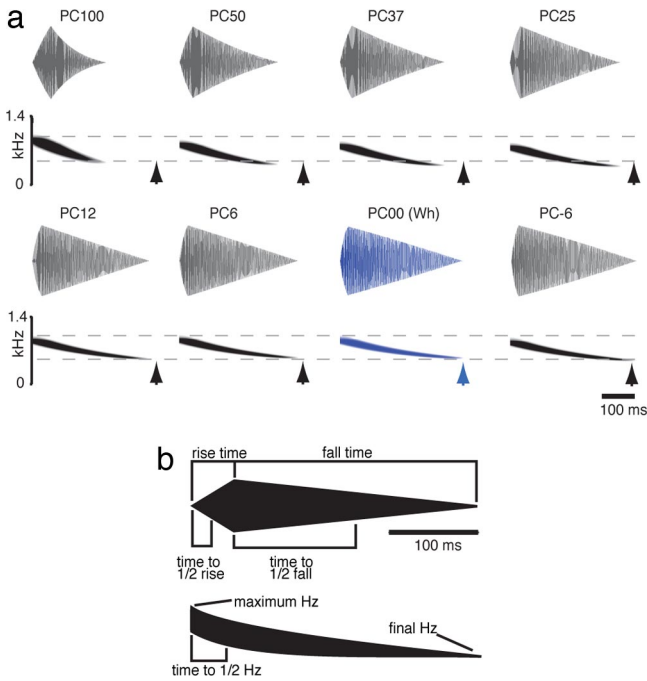 a
PC100 PC50 PC37 PC25
1.4
kHz
0
PC12 PC6 PC00 (Wh) PC-6
1.4
kHz
0
100 ms
b
rise time fall time
100 ms
time to time to
1/2 rise 1/2 fall
maximum Hz
final Hz
time to 1/2 Hz